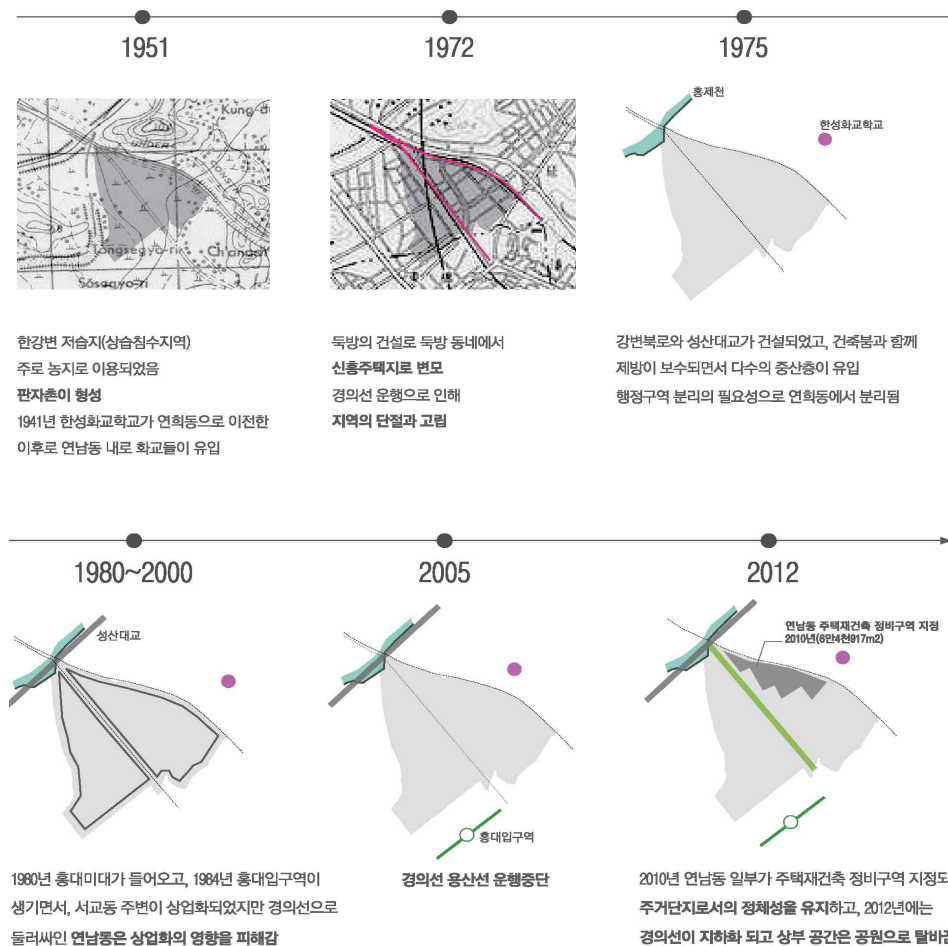 1951
1972
1975
홍제천
한성화교학교
Kung-d
Sŏsegyo-ri
한강변 저습지(상습침수지역)
주로 농지로 이용되었음
판자촌이 형성
1941년 한성화교학교가 연희동으로 이전한
이후로 연남동 내로 화교들이 유입
둑방의 건설로 둑방 동네에서
신흥주택지로 변모
경의선 운행으로 인해
지역의 단절과 고립
강변북로와 성산대교가 건설되었고, 건축붐과 함께
제방이 보수되면서 다수의 중산층이 유입
행정구역 분리의 필요성으로 연희동에서 분리됨
1980~2000
2005
2012
성산대교
홍대입구역
연남동 주택재건축 정비구역 지정
2010년(6만4천917m2)
1980년 홍대미대가 들어오고, 1984년 홍대입구역이
생기면서, 서교동 주변이 상업화되었지만 경의선으로
둘러싸인 연남동은 상업화의 영향을 피해감
경의선 용산선 운행중단
2010년 연남동 일부가 주택재건축 정비구역 지정되
주거단지로서의 정체성을 유지하고, 2012년에는
경의선이 지하화 되고 상부 공간은 공원으로 탈바꿈